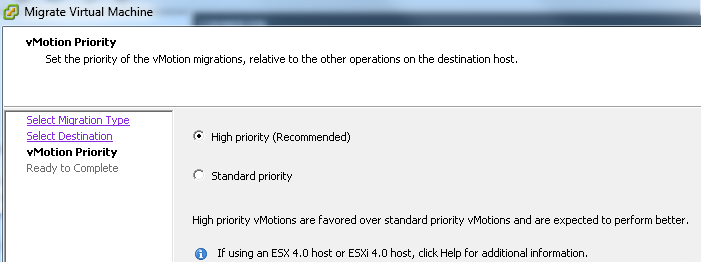 Migrate Virtual Machine
vMotion Priority
Set the priority of the vMotion migrations, relative to the other operations on the destination host.
Select Migration Type
Select Destination
vMotion Priority
Ready to Complete
High priority (Recommended)
Standard priority
High priority vMotions are favored over standard priority vMotions and are expected to perform better.
If using an ESX 4.0 host or ESXi 4.0 host, click Help for additional information.